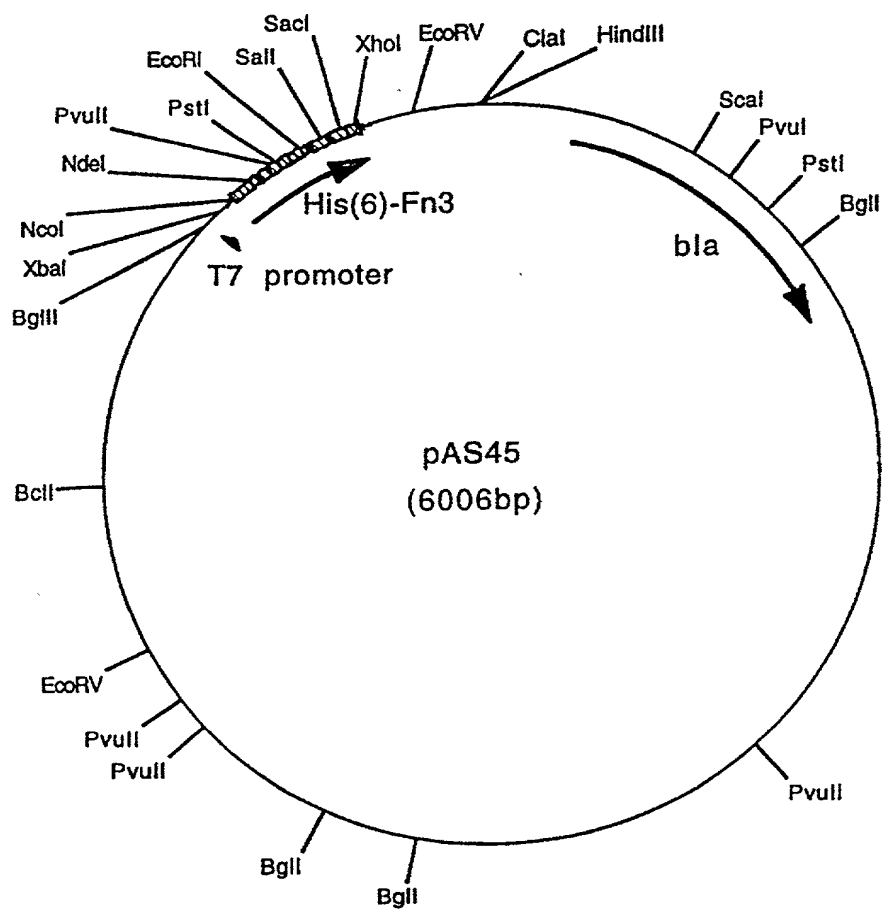 SacI
XhoI
EcoRV
ClaI
HindIII
SalI
EcoRI
PstI
PvuII
NdeI
NcoI
XbaI
BglII
ScaI
PvuI
PstI
BglI
His(6)-Fn3
T7 promoter
bla
pAS45
(6006bp)
BclI
EcoRV
PvuII
PvuII
PvuII
BglI
BglI